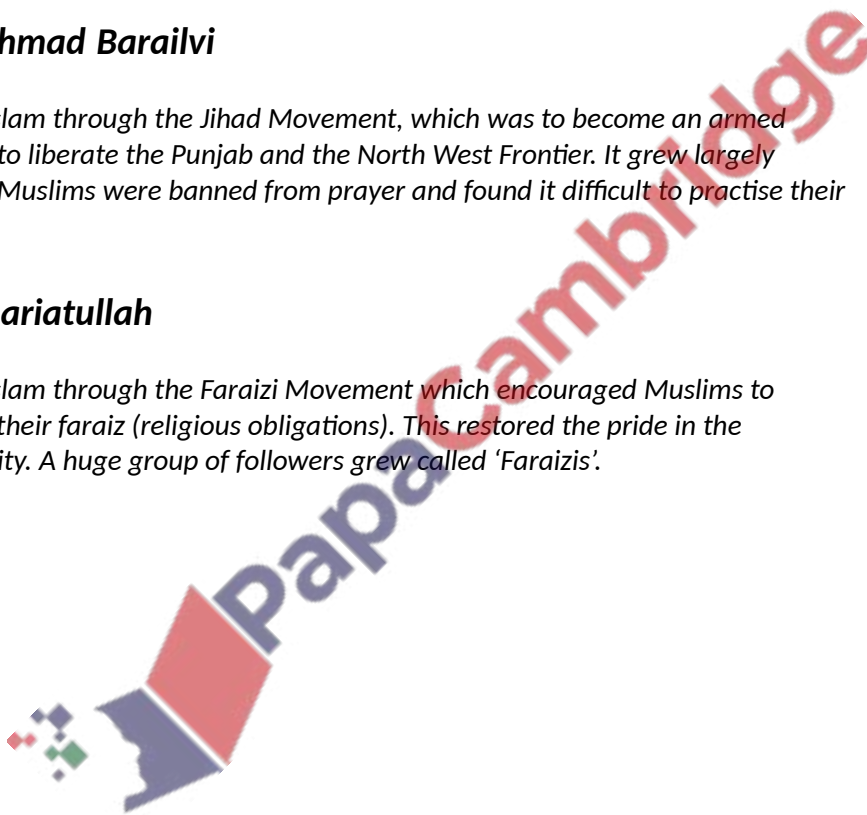 hmad Barailvi
slam through the Jihad Movement, which was to become an armed
to liberate the Punjab and the North West Frontier. It grew largely
Muslims were banned from prayer and found it difficult to practise their
ariatullah
slam through the Faraizi Movement which encouraged Muslims to
their faraiz (religious obligations). This restored the pride in the
ity. A huge group of followers grew called ‘Faraizis’.
PapaCambridge